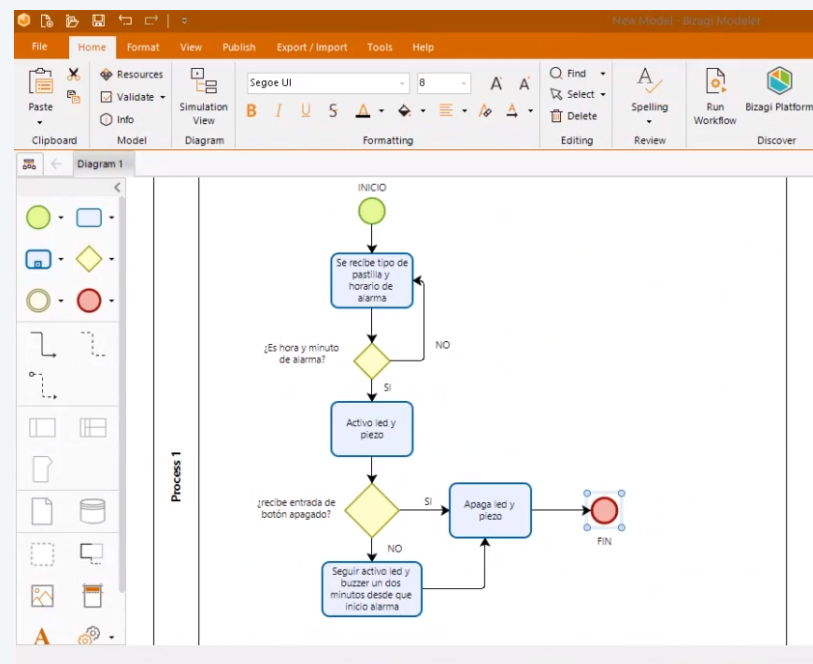 New Model - Bizagi Modeler
File Home Format View Publish Export / Import Tools Help
Paste
Clipboard
Resources
Validate
Info
Model
Simulation
View
Diagram
Segoe UI 8 A A
B I U S A A
Formatting
Find
Select
Delete
Editing
A
Spelling
Review
Run
Workflow
Bizagi Platform
Discover
Diagram 1
A
Process 1
INICIO
Se recibe tipo de
pastilla y
horario de
alarma
¿Es hora y minuto
de alarma?
NO
SI
Activo led y
piezo
¿recibe entrada de
botón apagado?
SI
Apaga led y
piezo
FIN
NO
Seguir activo led y
buzzer un dos
minutos desde que
inicio alarma